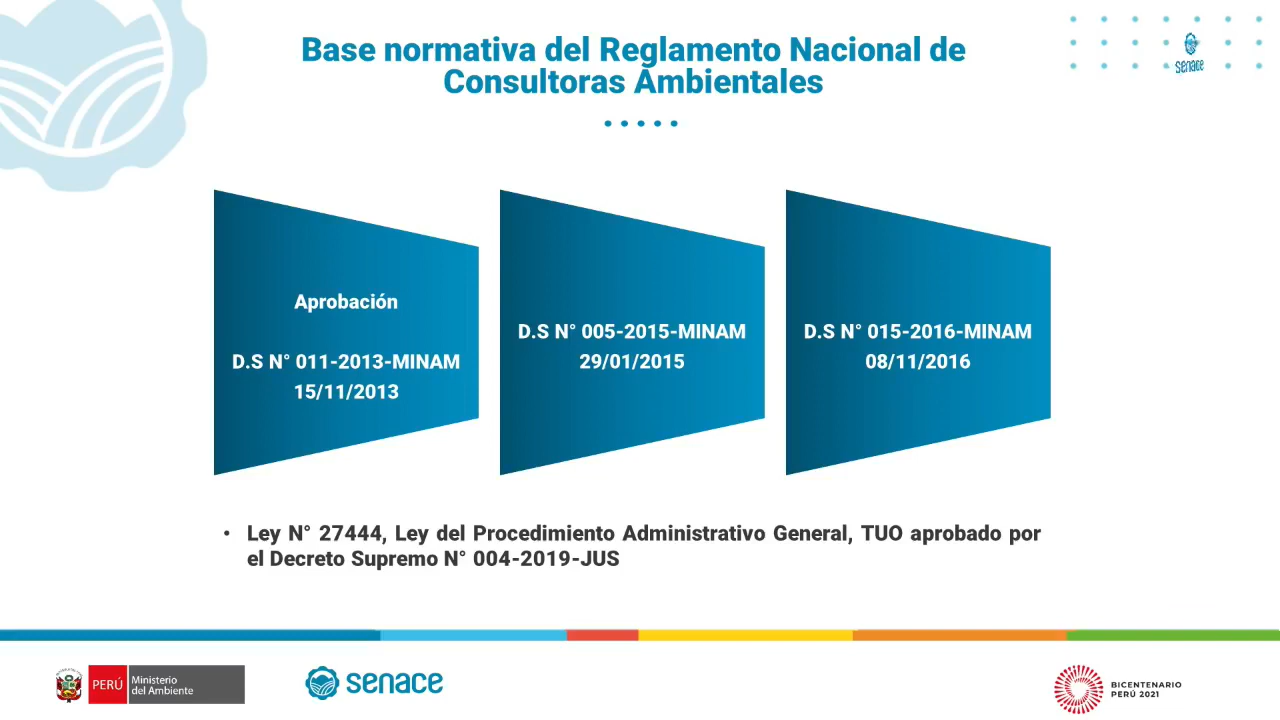 Base normativa del Reglamento Nacional de
Consultoras Ambientales
senace
Aprobación
D.S N° 011-2013-MINAM
15/11/2013
D.S N° 005-2015-MINAM
29/01/2015
D.S N° 015-2016-MINAM
08/11/2016
• Ley N° 27444, Ley del Procedimiento Administrativo General, TUO aprobado por
el Decreto Supremo N° 004-2019-JUS
PERÚ
Ministerio
del Ambiente
senace
BICENTENARIO
PERÚ 2021